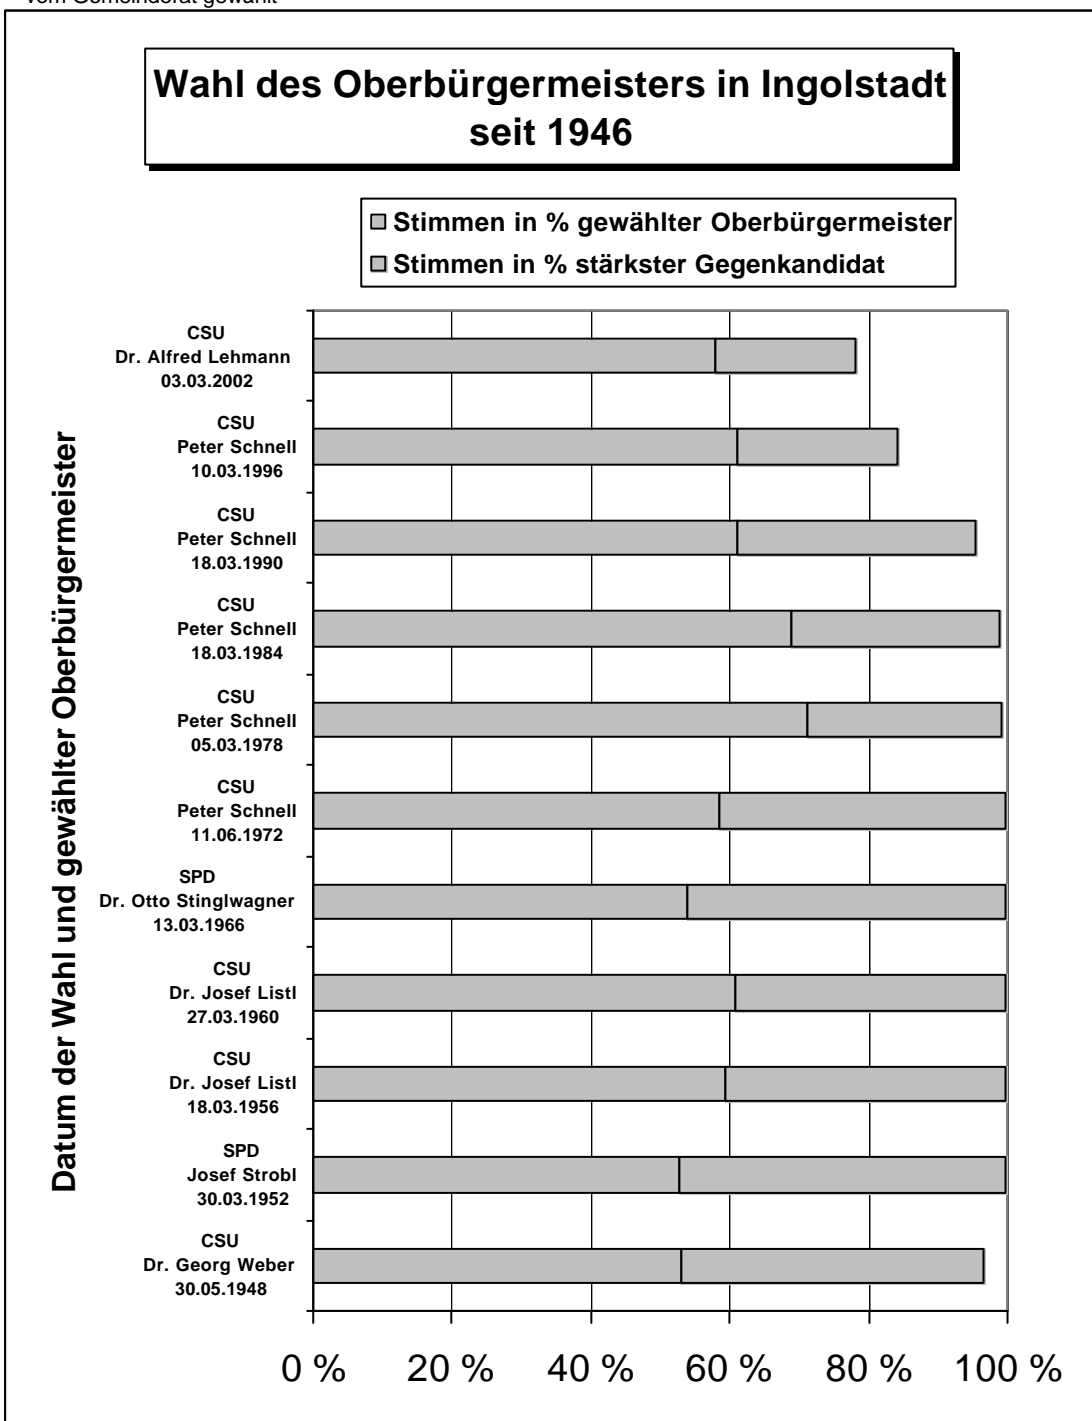 vom Gemeinderat gewählt
Wahl des Oberbürgermeisters in Ingolstadt
seit 1946
Stimmen in % gewählter Oberbürgermeister
Stimmen in % stärkster Gegenkandidat
Datum der Wahl und gewählter Oberbürgermeister
CSU
Dr. Alfred Lehmann
03.03.2002
CSU
Peter Schnell
10.03.1996
CSU
Peter Schnell
18.03.1990
CSU
Peter Schnell
18.03.1984
CSU
Peter Schnell
05.03.1978
CSU
Peter Schnell
11.06.1972
SPD
Dr. Otto Stinglwagner
13.03.1966
CSU
Dr. Josef Listl
27.03.1960
CSU
Dr. Josef Listl
18.03.1956
SPD
Josef Strobl
30.03.1952
CSU
Dr. Georg Weber
30.05.1948
0 % 20 % 40 % 60 % 80 % 100 %